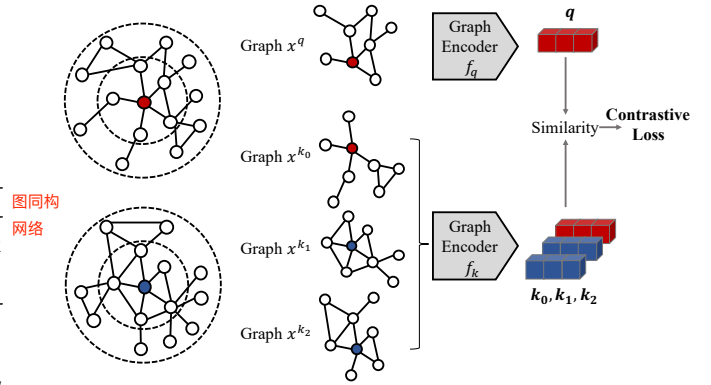 q
Graph x^q
Graph
Encoder
f_q
Similarity
Contrastive
Loss
Graph x^{k_0}
图同构
网络
Graph x^{k_1}
Graph
Encoder
f_k
k_0, k_1, k_2
Graph x^{k_2}